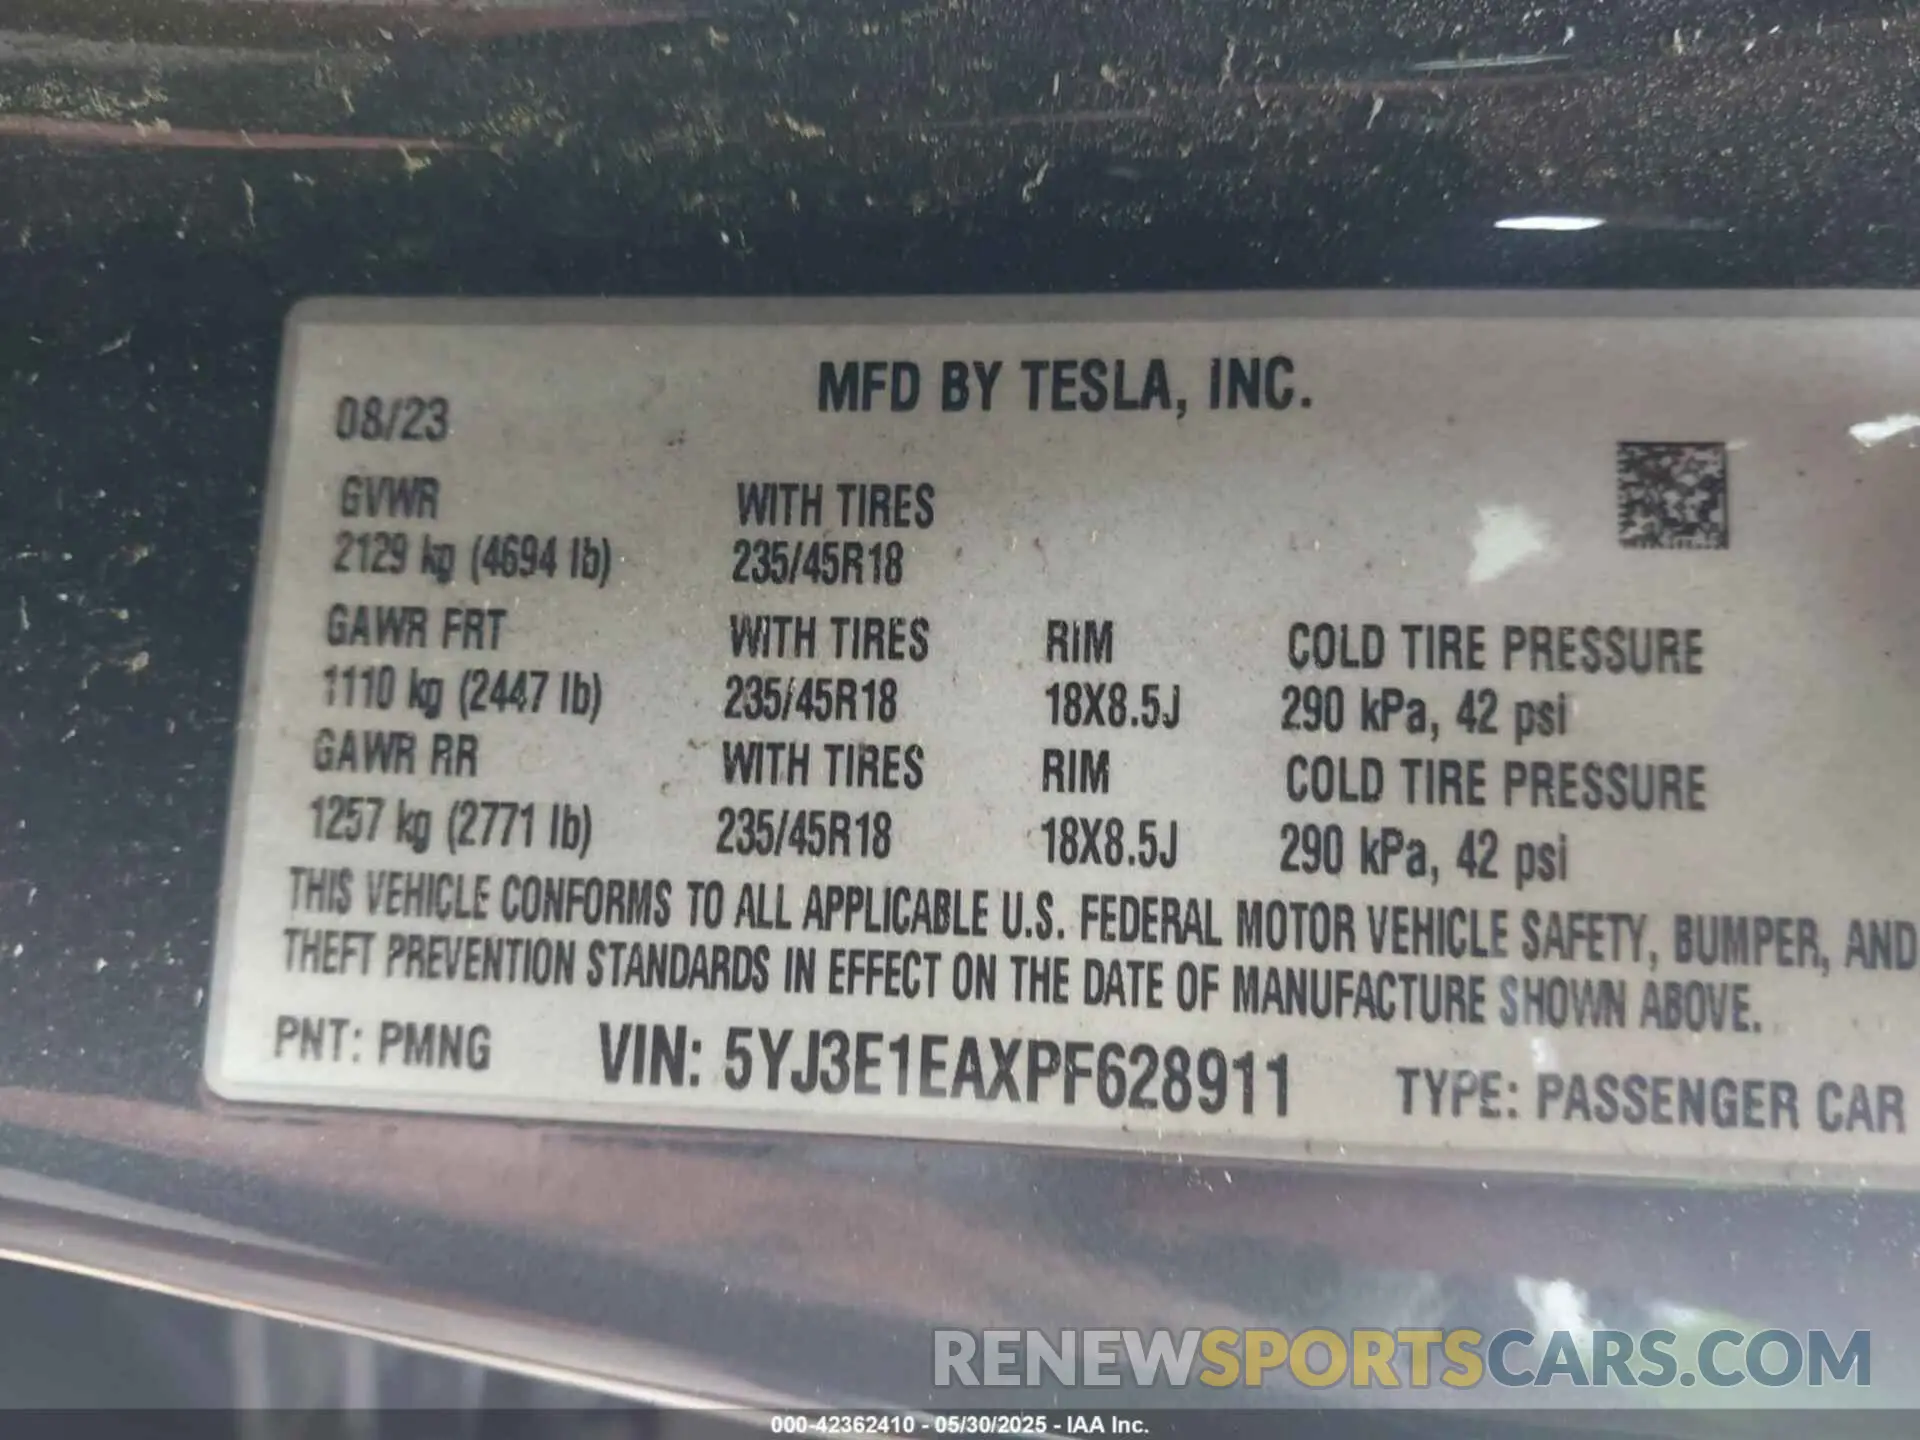 MFD BY TESLA, INC.
08/23
GVWR WITH TIRES
2129 kg (4694 lb) 235/45R18
GAWR FRT WITH TIRES RIM COLD TIRE PRESSURE
1110 kg (2447 lb) 235/45R18 18X8.5J 290 kPa, 42 psi
GAWR RR WITH TIRES RIM COLD TIRE PRESSURE
1257 kg (2771 lb) 235/45R18 18X8.5J 290 kPa, 42 psi
THIS VEHICLE CONFORMS TO ALL APPLICABLE U.S. FEDERAL MOTOR VEHICLE SAFETY, BUMPER, AND
THEFT PREVENTION STANDARDS IN EFFECT ON THE DATE OF MANUFACTURE SHOWN ABOVE.
PNT: PMNG VIN: 5YJ3E1EAXPF628911 TYPE: PASSENGER CAR
RENEWSPORTSCARS.COM
000-42362410 - 05/30/2025 - IAA Inc.